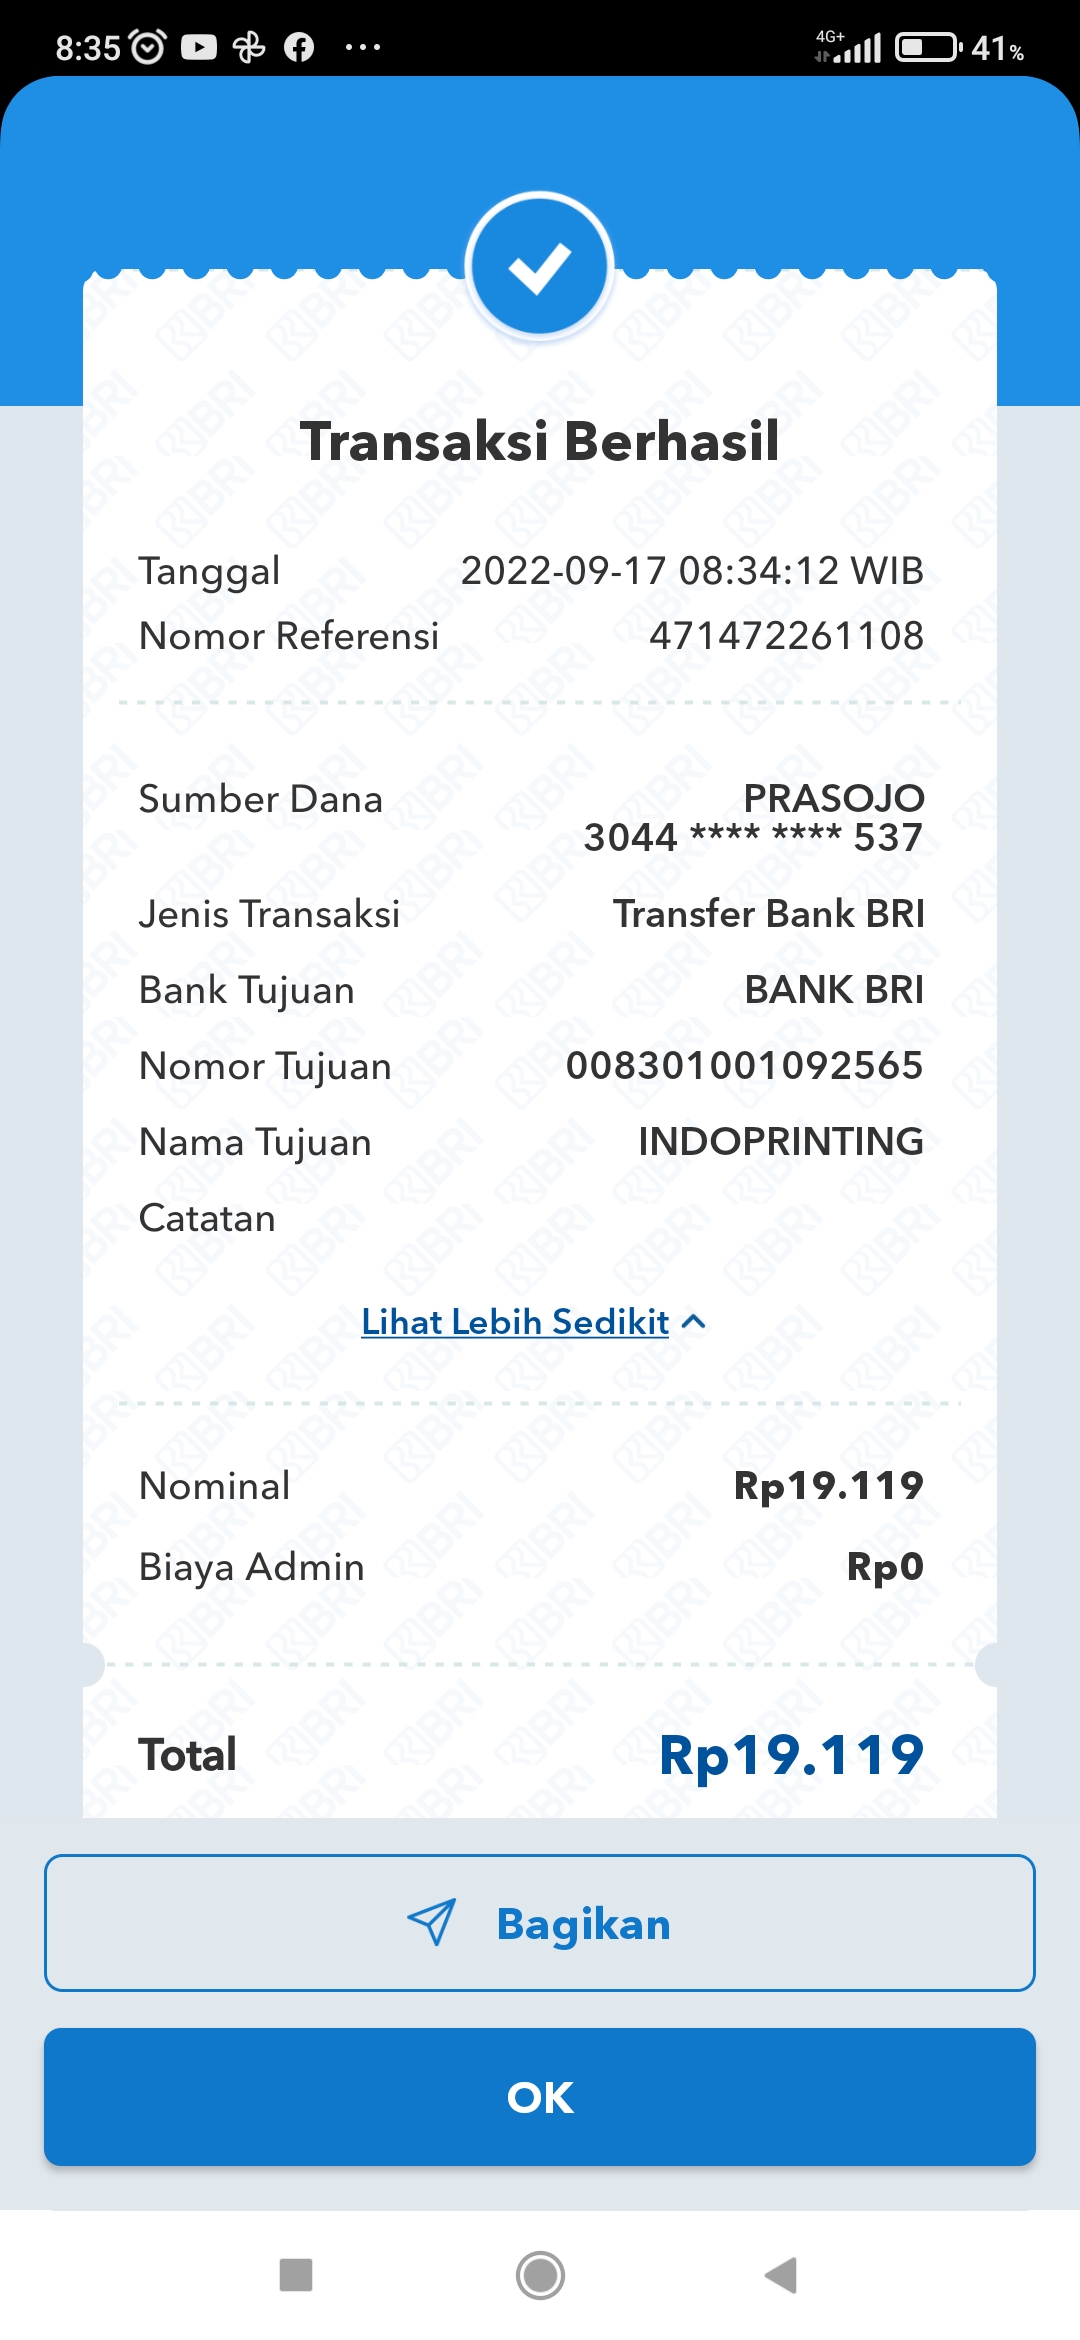 8:35 ... 4G+ 41%
Transaksi Berhasil
Tanggal 2022-09-17 08:34:12 WIB
Nomor Referensi 471472261108
Sumber Dana PRASOJO
3044 **** **** 537
Jenis Transaksi Transfer Bank BRI
Bank Tujuan BANK BRI
Nomor Tujuan 008301001092565
Nama Tujuan INDOPRINTING
Catatan
Lihat Lebih Sedikit
Nominal Rp19.119
Biaya Admin Rp0
Total Rp19.119
Bagikan
OK